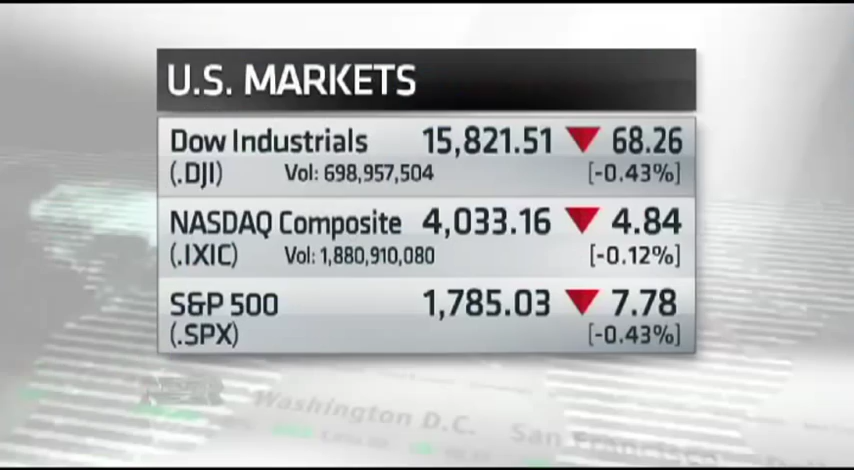 U.S. MARKETS
Dow Industrials 15,821.51 ▼ 68.26
(.DJI) Vol: 698,957,504 [-0.43%]
NASDAQ Composite 4,033.16 ▼ 4.84
(.IXIC) Vol: 1,880,910,080 [-0.12%]
S&P 500 1,785.03 ▼ 7.78
(.SPX) [-0.43%]
Washington D.C. San Francisco